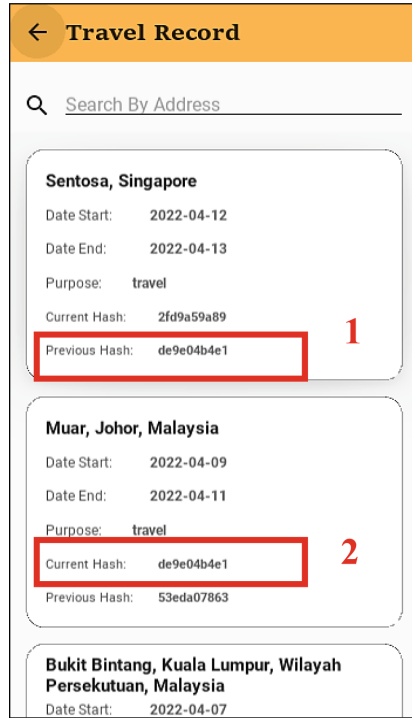 Travel Record
Search By Address
Sentosa, Singapore
Date Start: 2022-04-12
Date End: 2022-04-13
Purpose: travel
Current Hash: 2fd9a59a89
Previous Hash: de9e04b4e1
1
Muar, Johor, Malaysia
Date Start: 2022-04-09
Date End: 2022-04-11
Purpose: travel
Current Hash: de9e04b4e1
2
Previous Hash: 53eda07863
Bukit Bintang, Kuala Lumpur, Wilayah
Persekutuan, Malaysia
Date Start: 2022-04-07